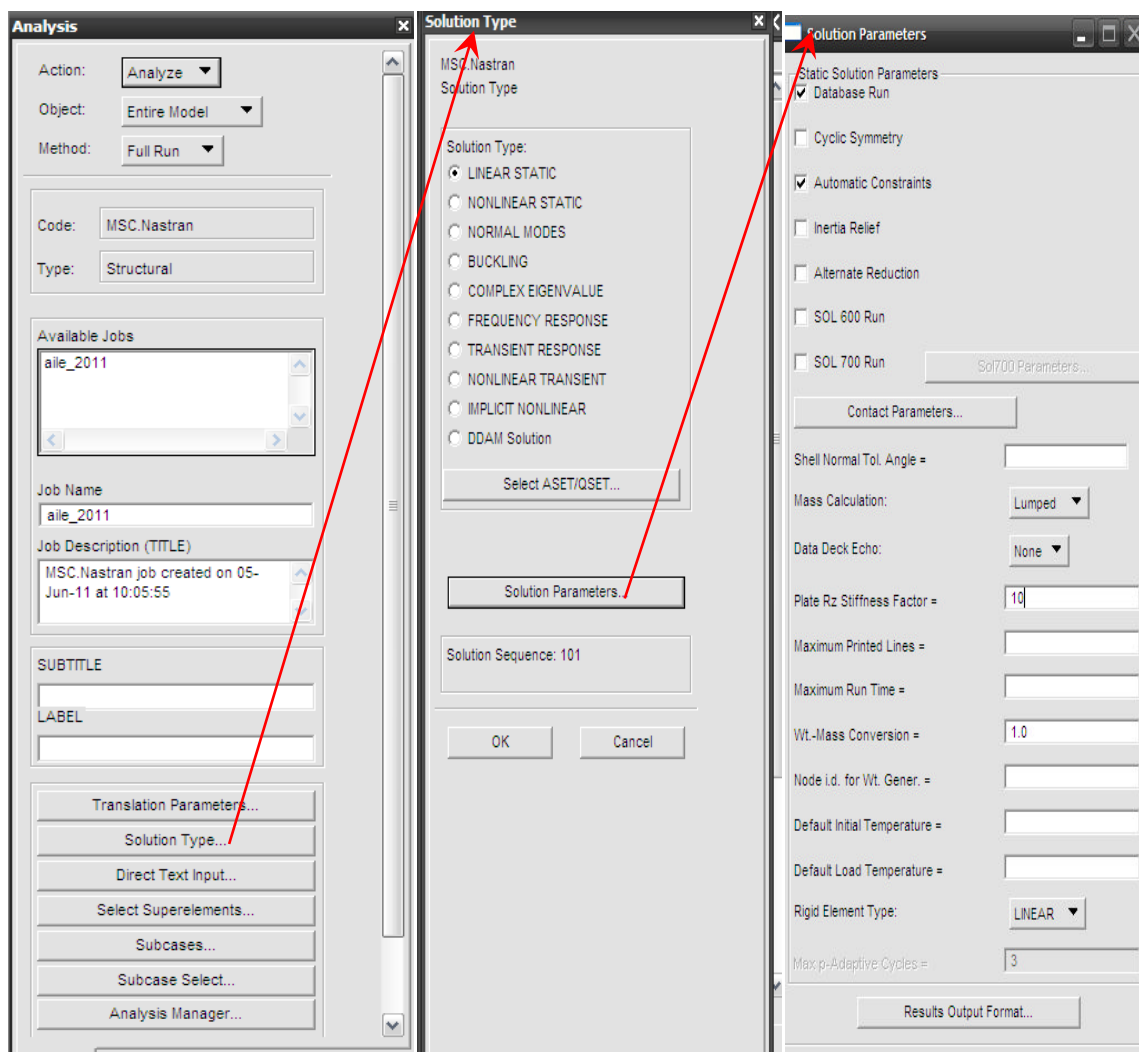 Analysis
Action: Analyze
Object: Entire Model
Method: Full Run
Code: MSC.Nastran
Type: Structural
Available Jobs
aile_2011
Job Name
aile_2011
Job Description (TITLE)
MSC.Nastran job created on 05-
Jun-11 at 10:05:55
SUBTITLE
LABEL
Translation Parameters...
Solution Type...
Direct Text Input...
Select Superelements...
Subcases...
Subcase Select...
Analysis Manager...
Solution Type
MSC.Nastran
Solution Type
Solution Type:
LINEAR STATIC
NONLINEAR STATIC
NORMAL MODES
BUCKLING
COMPLEX EIGENVALUE
FREQUENCY RESPONSE
TRANSIENT RESPONSE
NONLINEAR TRANSIENT
IMPLICIT NONLINEAR
DDAM Solution
Select ASET/QSET...
Solution Parameters...
Solution Sequence: 101
OK Cancel
Solution Parameters
Static Solution Parameters
Database Run
Cyclic Symmetry
Automatic Constraints
Inertia Relief
Alternate Reduction
SOL 600 Run
SOL 700 Run Sol700 Parameters...
Contact Parameters...
Shell Normal Tol. Angle =
Mass Calculation: Lumped
Data Deck Echo: None
Plate Rz Stiffness Factor = 10
Maximum Printed Lines =
Maximum Run Time =
Wt.-Mass Conversion = 1.0
Node i.d. for Wt. Gener. =
Default Initial Temperature =
Default Load Temperature =
Rigid Element Type: LINEAR
Max p-Adaptive Cycles = 3
Results Output Format...